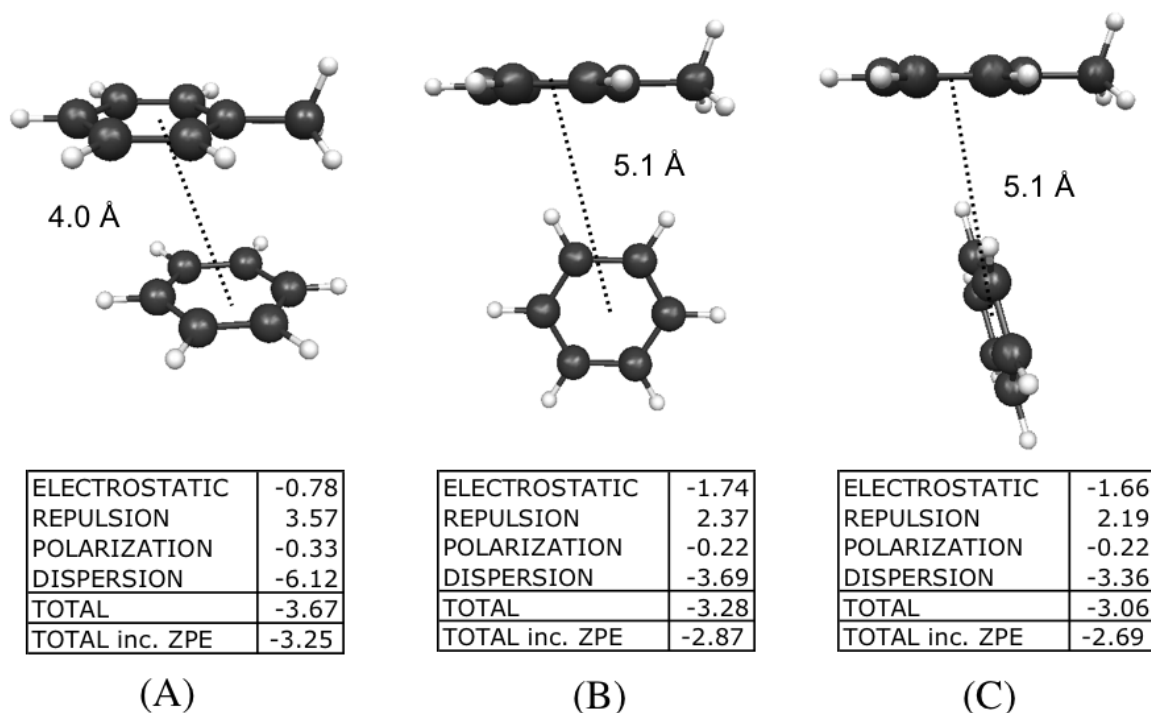 4.0 Å
5.1 Å
5.1 Å
ELECTROSTATIC -0.78
REPULSION 3.57
POLARIZATION -0.33
DISPERSION -6.12
TOTAL -3.67
TOTAL inc. ZPE -3.25
(A)
ELECTROSTATIC -1.74
REPULSION 2.37
POLARIZATION -0.22
DISPERSION -3.69
TOTAL -3.28
TOTAL inc. ZPE -2.87
(B)
ELECTROSTATIC -1.66
REPULSION 2.19
POLARIZATION -0.22
DISPERSION -3.36
TOTAL -3.06
TOTAL inc. ZPE -2.69
(C)